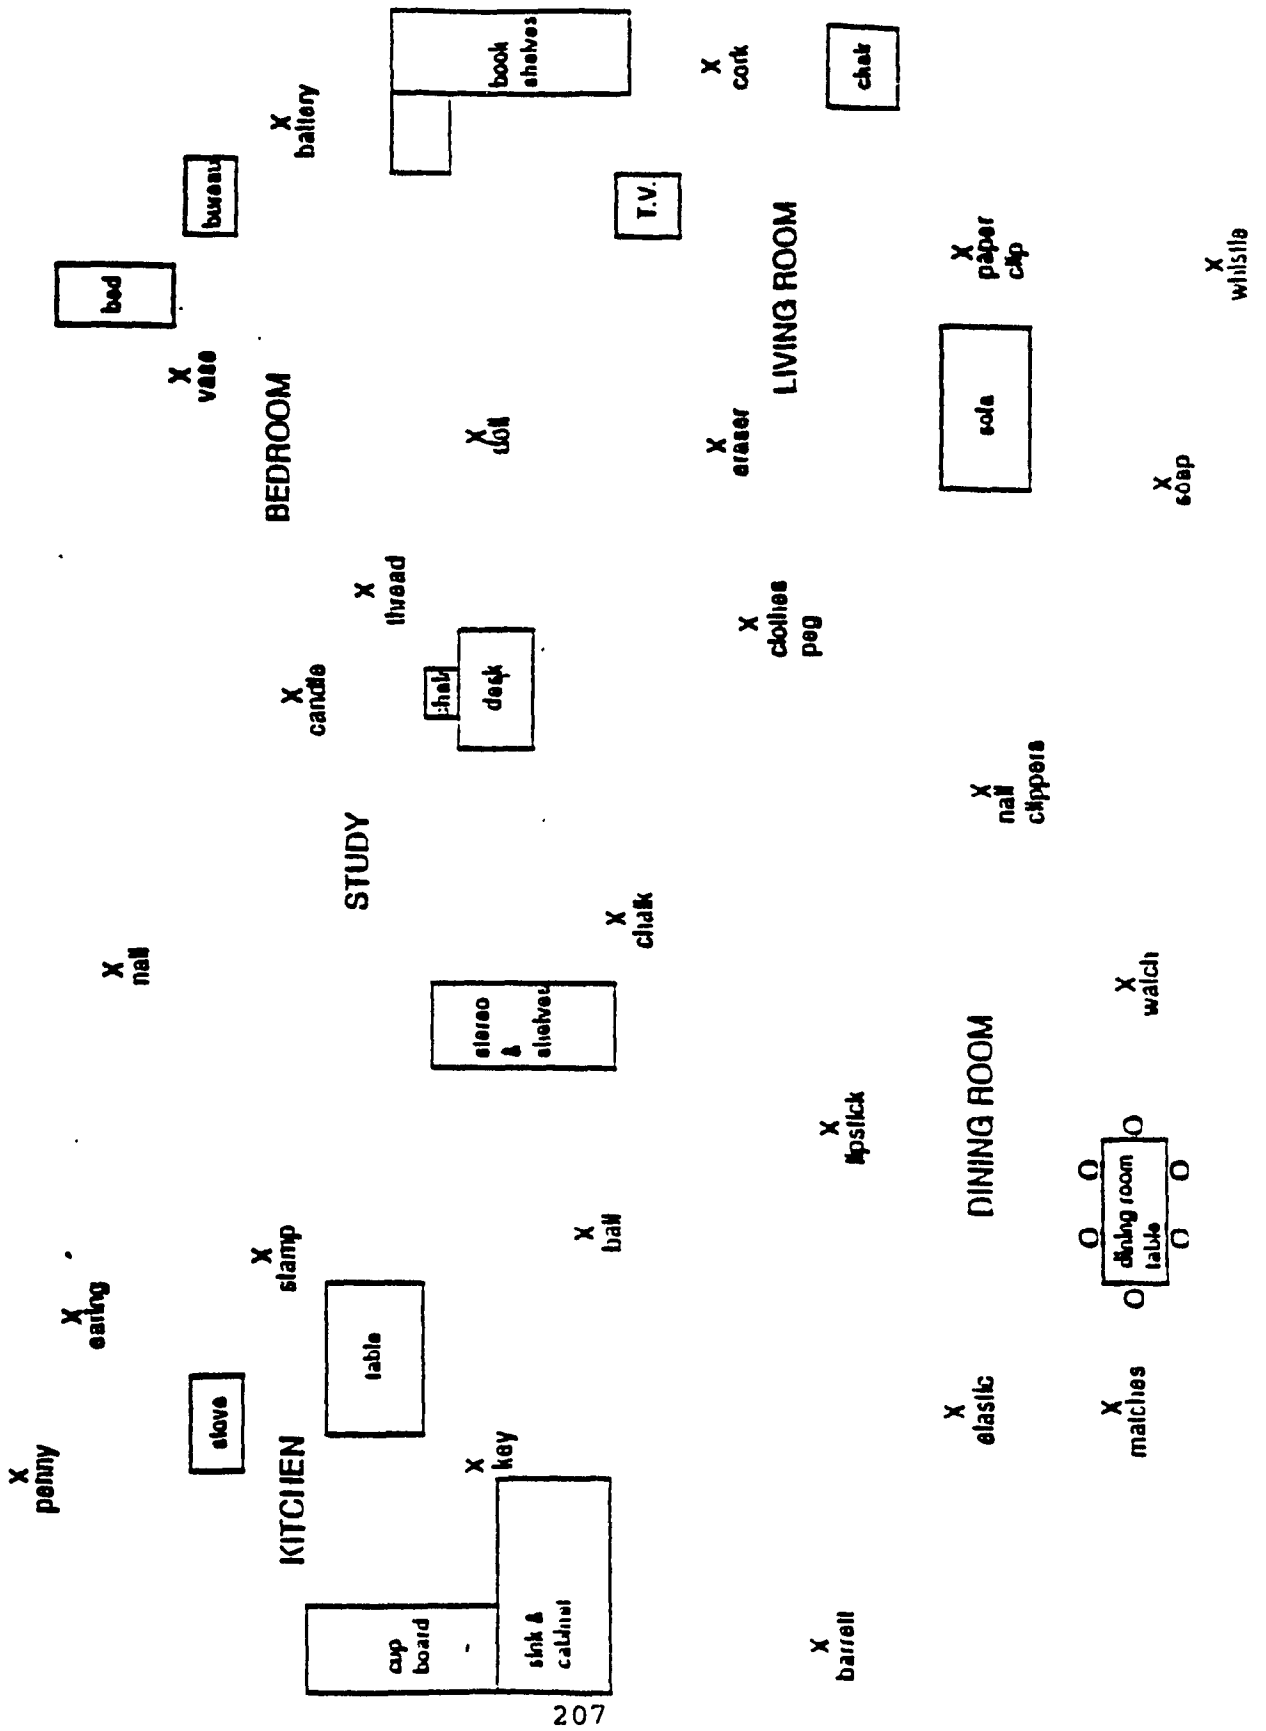 X
penny
X
earing
bed
X
nail
X
vase
bureau
stove
X
stamp
X
battery
KITCHEN
BEDROOM
X
candle
STUDY
X
thread
table
cup
board
chair
X
key
desk
X
doll
stereo
&
shelves
book
shelves
sink &
cabinet
X
ball
X
chalk
T.V.
X
cork
X
eraser
X
clothes
peg
LIVING ROOM
X
barrell
X
lipstick
chair
X
elastic
DINING ROOM
X
nail
clippers
sofa
X
paper
clip
X
matches
dining room
table
X
watch
X
soap
X
whistle
207